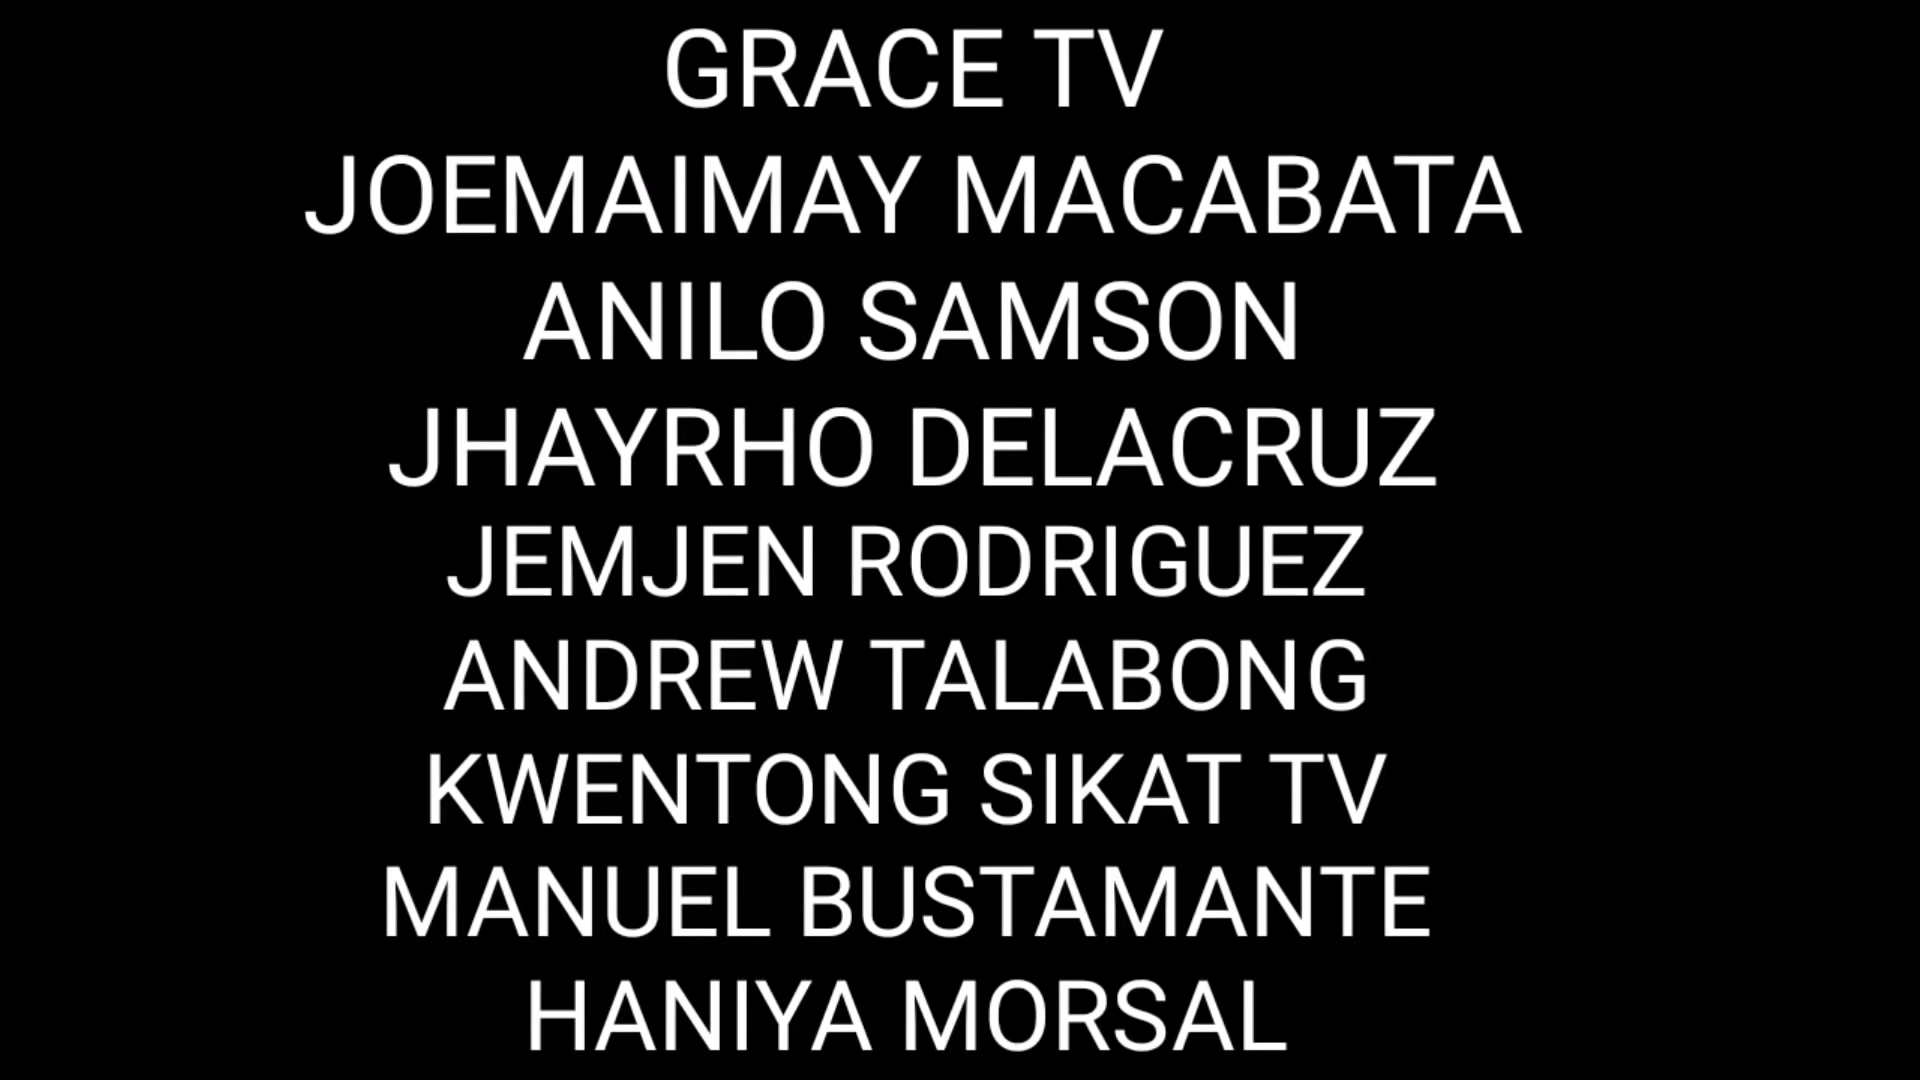 GRACE TV
JOEMAIMAY MACABATA
ANILO SAMSON
JHAYRHO DELACRUZ
JEMJEN RODRIGUEZ
ANDREW TALABONG
KWENTONG SIKAT TV
MANUEL BUSTAMANTE
HANIYA MORSAL